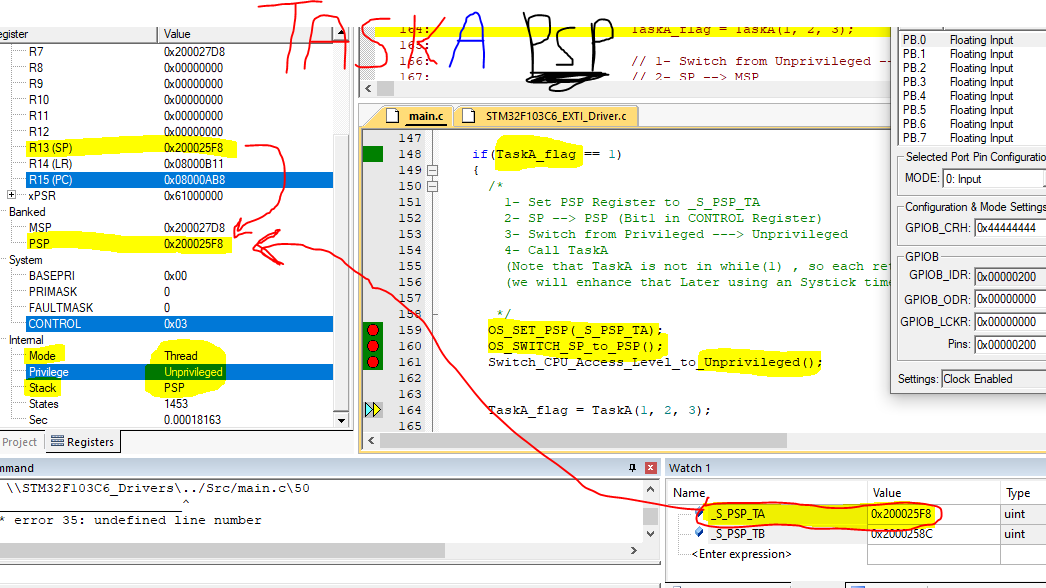 TASKA PSP
egister
Value
R7 0x200027D8
R8 0x00000000
R9 0x00000000
R10 0x00000000
R11 0x00000000
R12 0x00000000
R13 (SP) 0x200025F8
R14 (LR) 0x08000B11
R15 (PC) 0x08000AB8
xPSR 0x61000000
Banked
MSP 0x200027D8
PSP 0x200025F8
System
BASEPRI 0x00
PRIMASK 0
FAULTMASK 0
CONTROL 0x03
Internal
Mode Thread
Privilege Unprivileged
Stack PSP
States 1453
Sec 0.00018163
Project Registers
164: TaskA_flag = TaskA(1, 2, 3);
165:
166: // 1- Switch from Unprivileged --
167: // 2- SP --> MSP
main.c STM32F103C6_EXTI_Driver.c
147
148 if(TaskA_flag == 1)
149 {
150 /*
151 1- Set PSP Register to _S_PSP_TA
152 2- SP --> PSP (Bit1 in CONTROL Register)
153 3- Switch from Privileged ---> Unprivileged
154 4- Call TaskA
155 (Note that TaskA is not in while(1) , so each ret
156 (we will enhance that Later using an Systick time
157
158 */
159 OS_SET_PSP(_S_PSP_TA);
160 OS_SWITCH_SP_to_PSP();
161 Switch_CPU_Access_Level_to_Unprivileged();
162
163
164 TaskA_flag = TaskA(1, 2, 3);
165
PB.0 Floating Input
PB.1 Floating Input
PB.2 Floating Input
PB.3 Floating Input
PB.4 Floating Input
PB.5 Floating Input
PB.6 Floating Input
PB.7 Floating Input
Selected Port Pin Configuratio
MODE: 0: Input
Configuration & Mode Settings
GPIOB_CRH: 0x44444444
GPIOB
GPIOB_IDR: 0x00000200
GPIOB_ODR: 0x00000000
GPIOB_LCKR: 0x00000000
Pins: 0x00000200
Settings: Clock Enabled
mmand
\\STM32F103C6_Drivers\../Src/main.c\50
^
* error 35: undefined line number
Watch 1
Name Value Type
_S_PSP_TA 0x200025F8 uint
_S_PSP_TB 0x2000258C uint
<Enter expression>